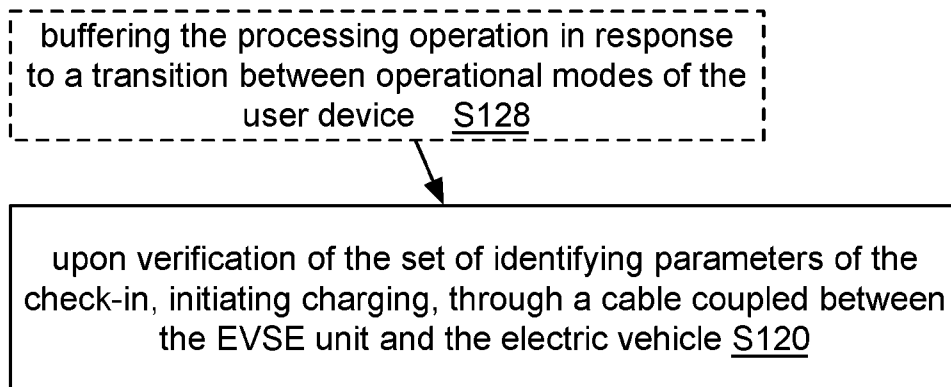 buffering the processing operation in response
to a transition between operational modes of the
user device S128
upon verification of the set of identifying parameters of the
check-in, initiating charging, through a cable coupled between
the EVSE unit and the electric vehicle S120